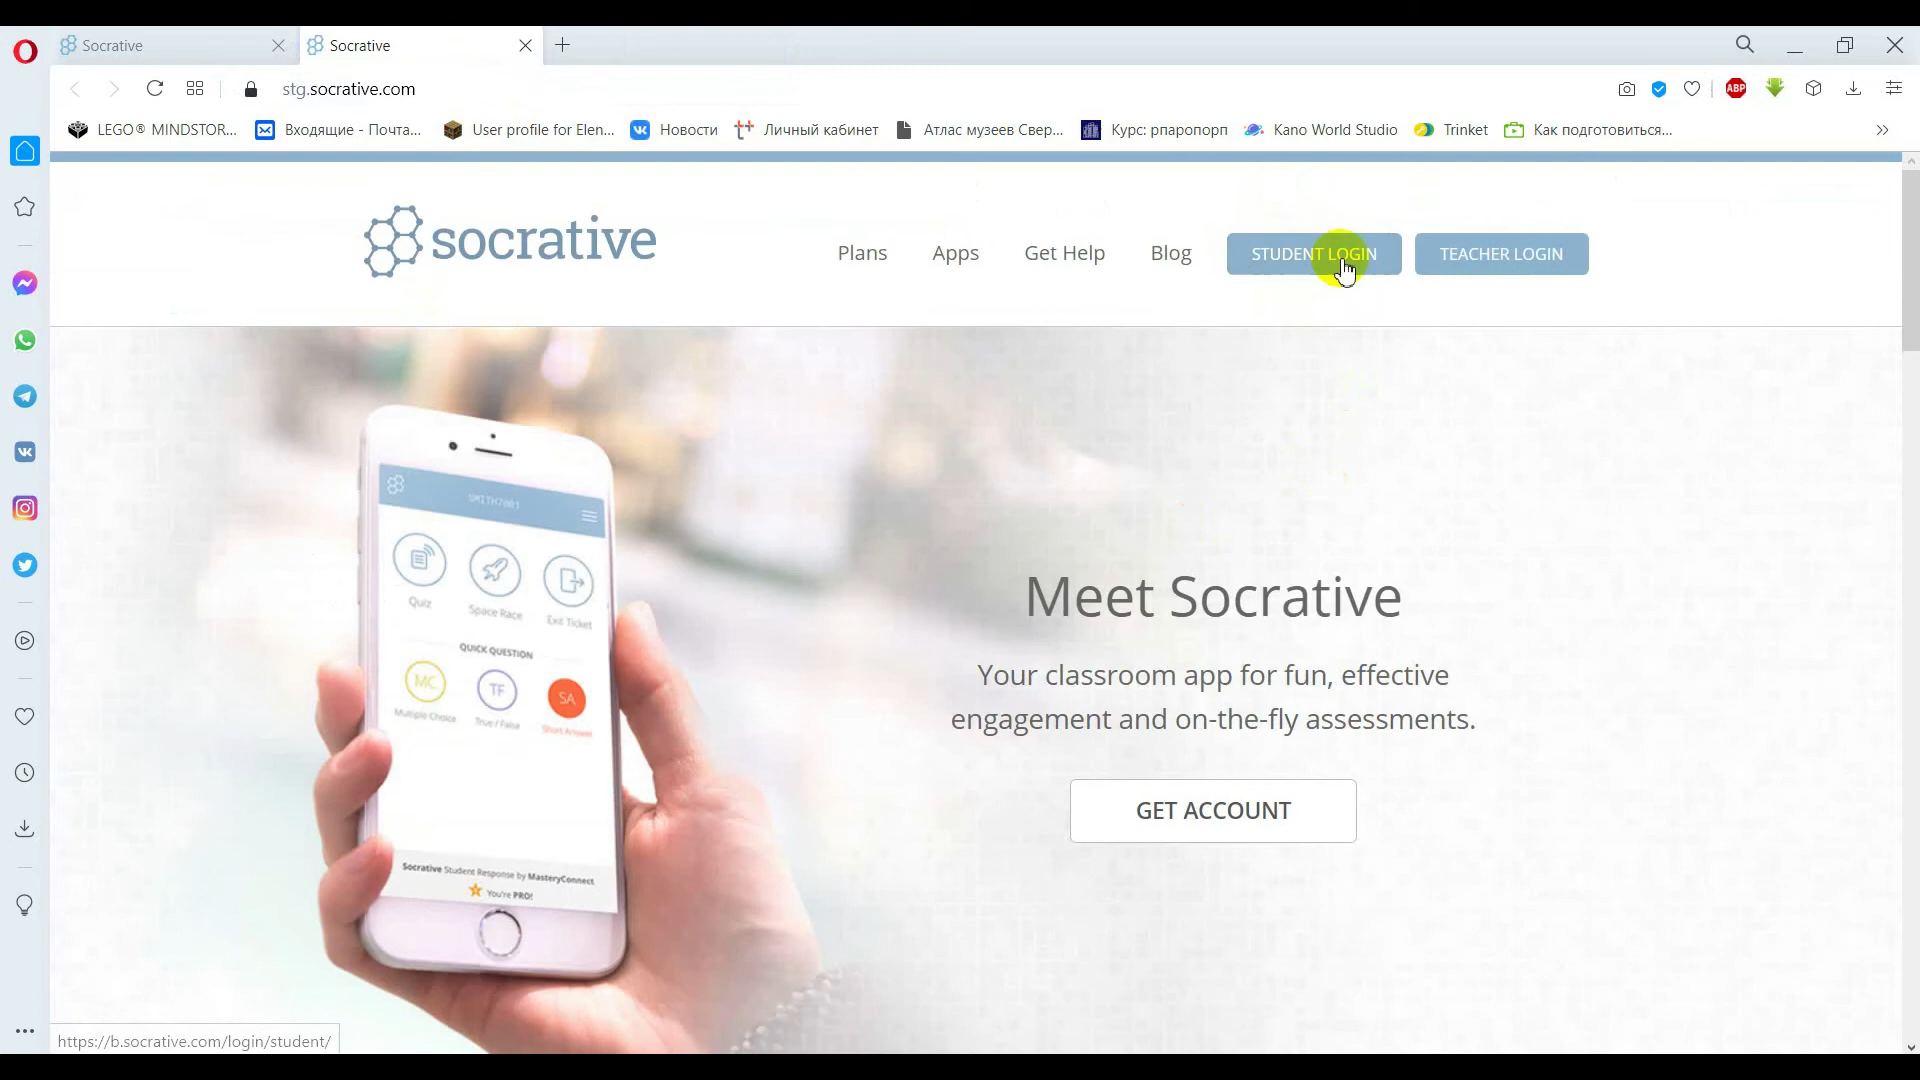 Socrative
Socrative
stg.socrative.com
LEGO® MINDSTOR...
Входящие - Почта...
User profile for Elen...
Новости
Личный кабинет
Атлас музеев Свер...
Курс: рпаропорп
Kano World Studio
Trinket
Как подготовиться...
socrative
Plans
Apps
Get Help
Blog
STUDENT LOGIN
TEACHER LOGIN
SMITH7001
Quiz
Space Race
Exit Ticket
QUICK QUESTION
MC
TF
SA
Multiple Choice
True / False
Short Answer
Socrative Student Response by MasteryConnect
You're PRO!
Meet Socrative
Your classroom app for fun, effective
engagement and on-the-fly assessments.
GET ACCOUNT
https://b.socrative.com/login/student/
ABP